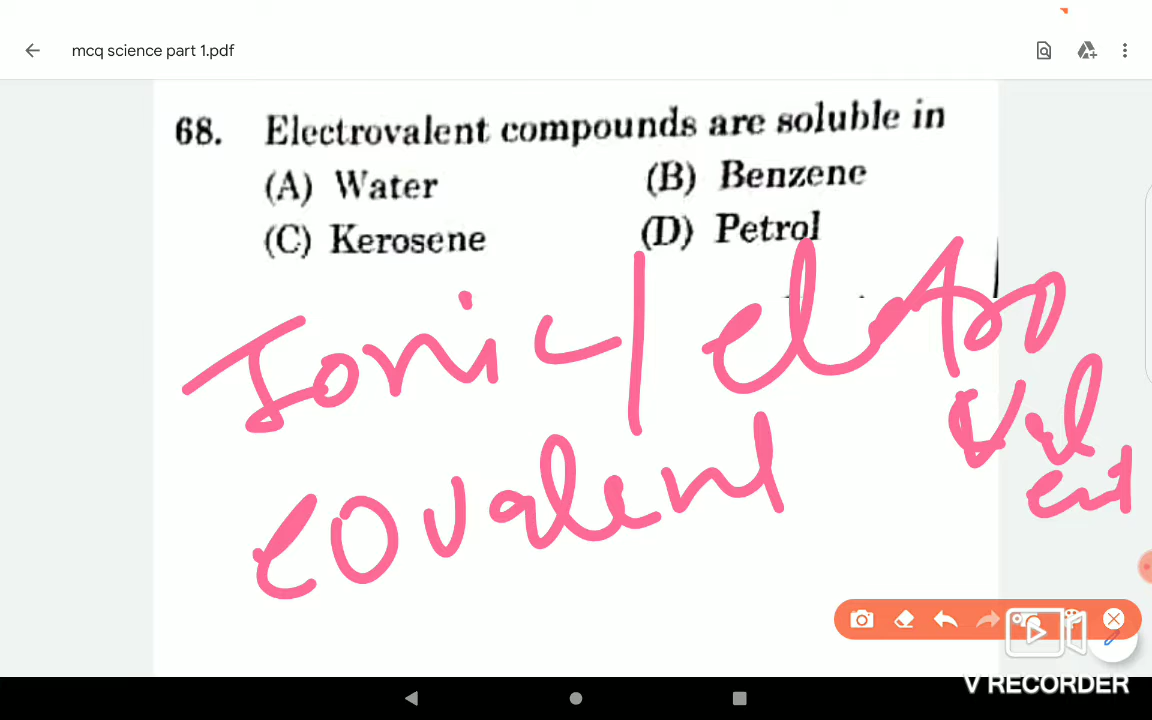 mcq science part 1.pdf
68. Electrovalent compounds are soluble in
(A) Water (B) Benzene
(C) Kerosene (D) Petrol
Ionic / electro
valent
covalent
V RECORDER